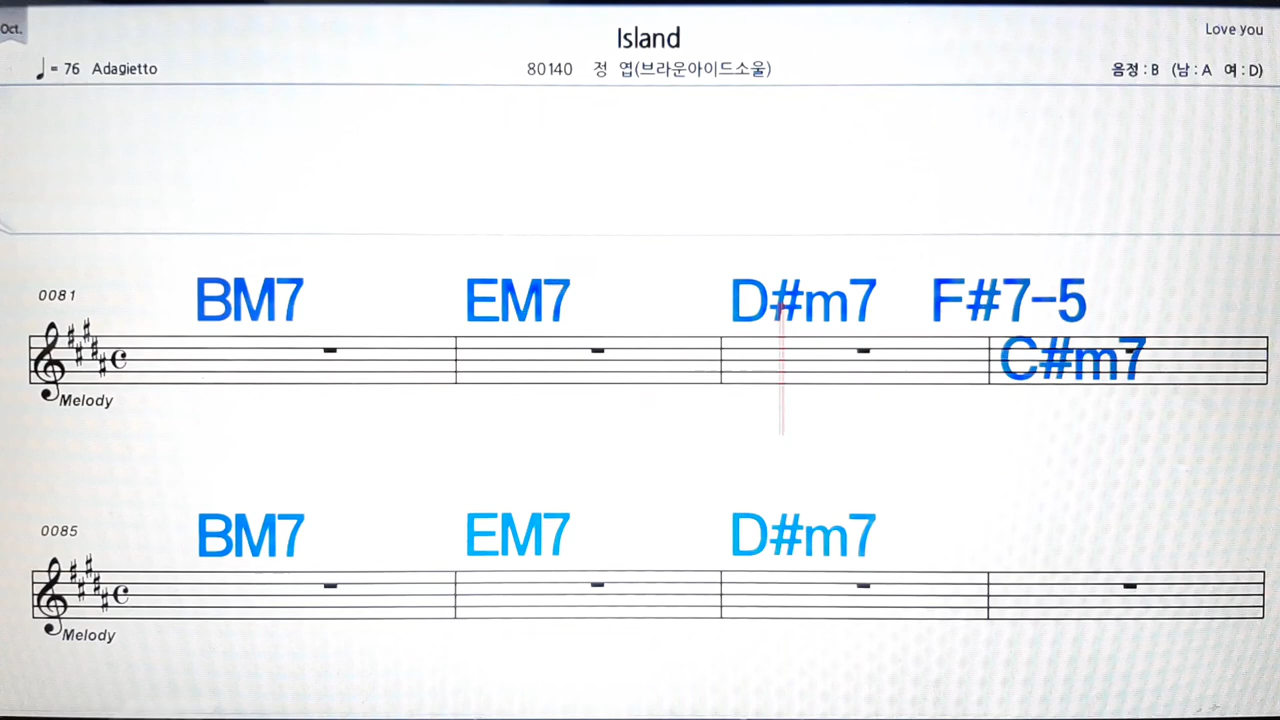 Oct.
Island
Love you
= 76 Adagietto
80140 정 엽(브라운아이드소울)
음정 : B (남 : A 여 : D)
0081
BM7 EM7 D#m7 F#7-5
C#m7
Melody
0085
BM7 EM7 D#m7
Melody